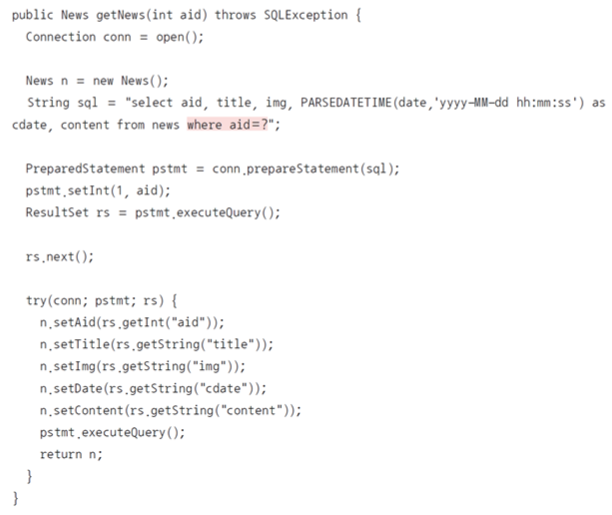 public News getNews(int aid) throws SQLException {
Connection conn = open();
News n = new News();
String sql = "select aid, title, img, PARSEDATETIME(date,'yyyy-MM-dd hh:mm:ss') as
cdate, content from news where aid=?";
PreparedStatement pstmt = conn.prepareStatement(sql);
pstmt.setInt(1, aid);
ResultSet rs = pstmt.executeQuery();
rs.next();
try(conn; pstmt; rs) {
n.setAid(rs.getInt("aid"));
n.setTitle(rs.getString("title"));
n.setImg(rs.getString("img"));
n.setDate(rs.getString("cdate"));
n.setContent(rs.getString("content"));
pstmt.executeQuery();
return n;
}
}